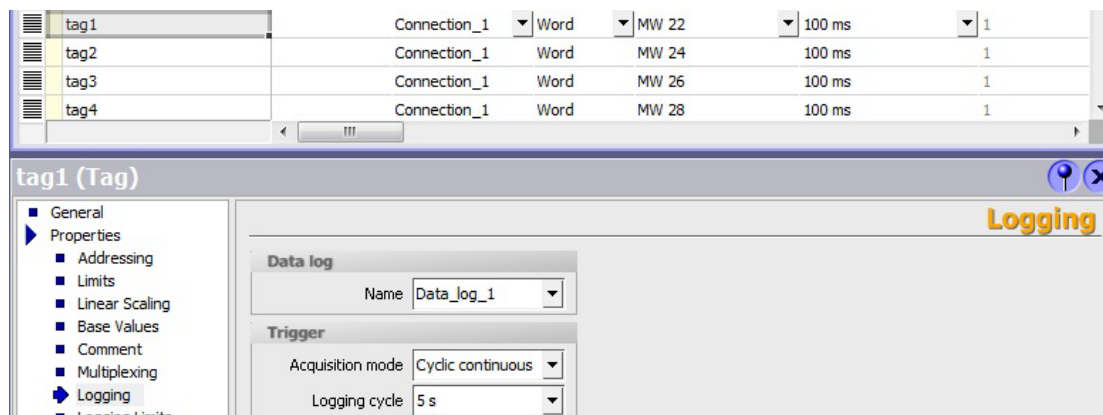 tag1 Connection_1 Word MW 22 100 ms 1
tag2 Connection_1 Word MW 24 100 ms 1
tag3 Connection_1 Word MW 26 100 ms 1
tag4 Connection_1 Word MW 28 100 ms 1
tag1 (Tag)
General
Properties
Addressing
Limits
Linear Scaling
Base Values
Comment
Multiplexing
Logging
Logging Limits
Logging
Data log
Name Data_log_1
Trigger
Acquisition mode Cyclic continuous
Logging cycle 5 s